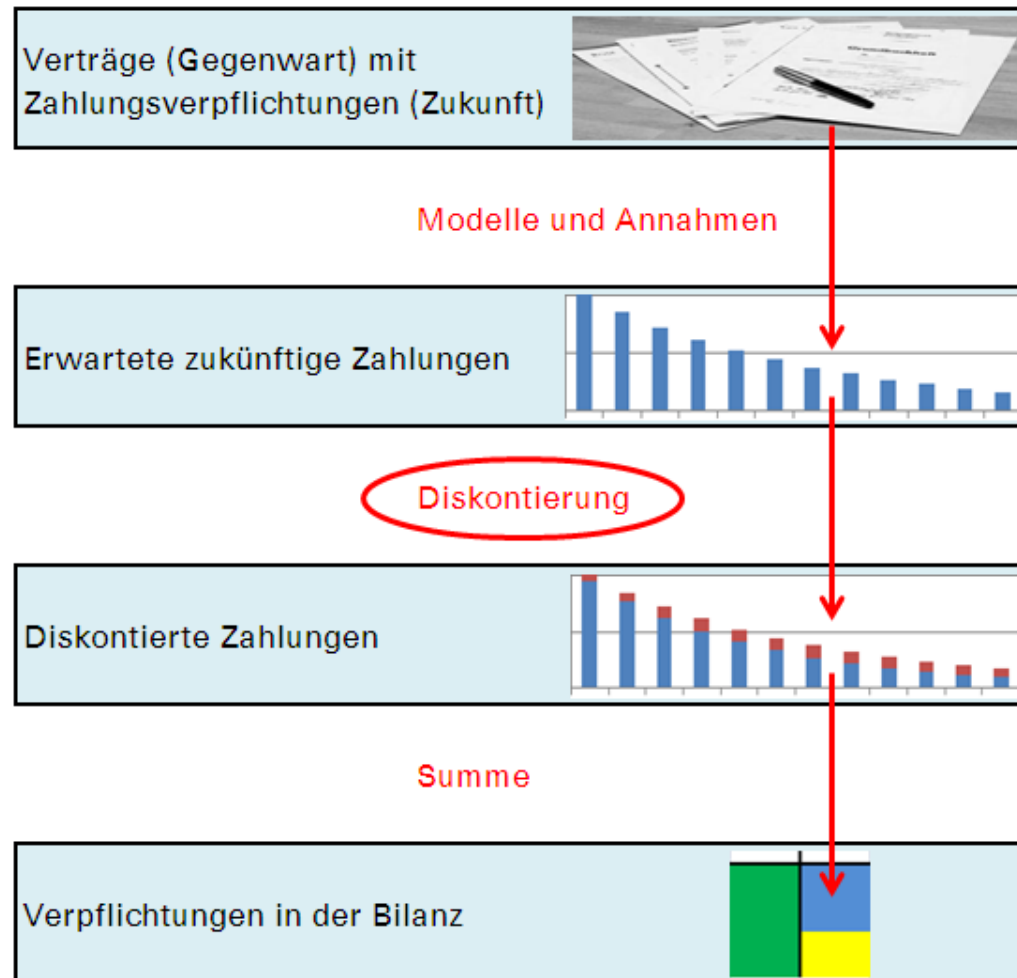 Verträge (Gegenwart) mit
Zahlungsverpflichtungen (Zukunft)
Modelle und Annahmen
Erwartete zukünftige Zahlungen
Diskontierung
Diskontierte Zahlungen
Summe
Verpflichtungen in der Bilanz